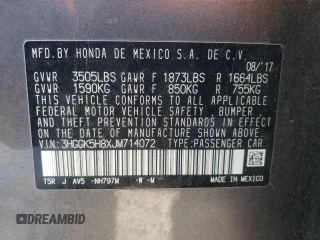 MFD.BY HONDA DE MEXICO S.A. DE C.V.
08/'17
GVWR 3505LBS GAWR F 1873LBS R 1664LBS
GVWR 1590KG GAWR F 850KG R 755KG
THIS VEHICLE CONFORMS TO ALL APPLICABLE
FEDERAL MOTOR VEHICLE SAFETY, BUMPER
AND THEFT PREVENTION STANDARDS IN EFFECT
ON THE DATE OF MANUFACTURE SHOWN ABOVE.
V.I.N:3HGGK5H8XJM714072 TYPE:PASSENGER CAR
T5R J AV5 -NH797M -W -M-
MADE IN MEXICO
STATBID.COM